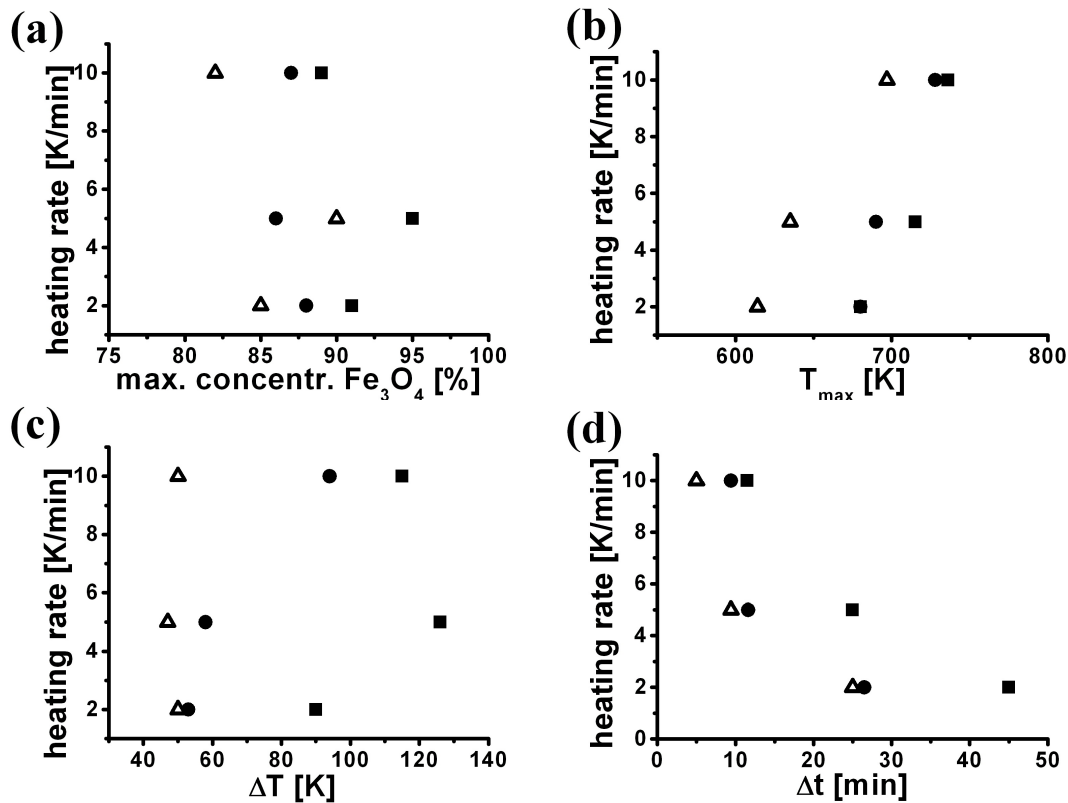 (a)
heating rate [K/min]
10
8
6
4
2
75 80 85 90 95 100
max. concentr. Fe₃O₄ [%]
(b)
heating rate [K/min]
10
8
6
4
2
600 700 800
Tₘₐₓ [K]
(c)
heating rate [K/min]
10
8
6
4
2
40 60 80 100 120 140
ΔT [K]
(d)
heating rate [K/min]
10
8
6
4
2
0
0 10 20 30 40 50
Δt [min]